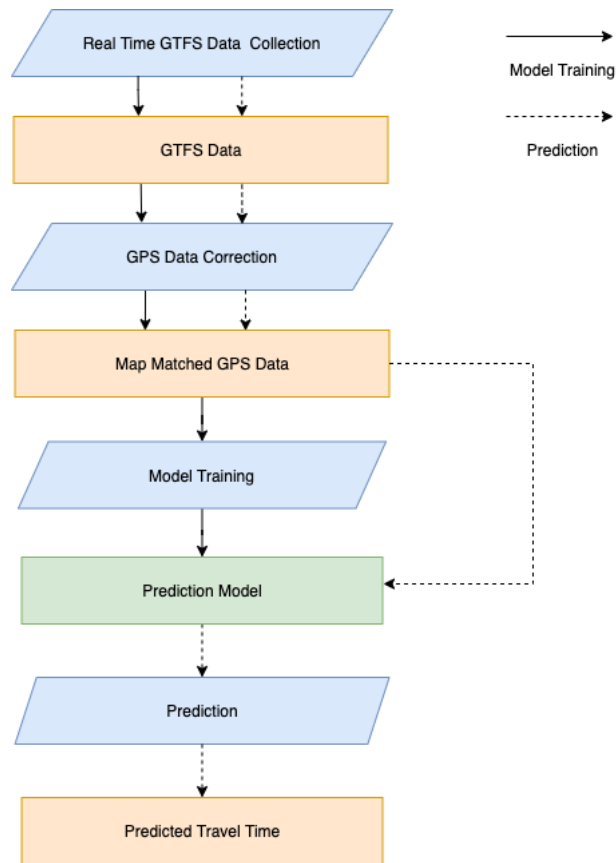 Real Time GTFS Data Collection
Model Training
GTFS Data
Prediction
GPS Data Correction
Map Matched GPS Data
Model Training
Prediction Model
Prediction
Predicted Travel Time